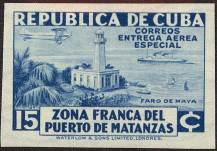 REPUBLICA DE CUBA
CORREOS
ENTREGA AEREA
ESPECIAL
FARO DE MAYA
15 ZONA FRANCA DEL ¢
PUERTO DE MATANZAS
WATERLOW & SONS LIMITED, LONDRES.